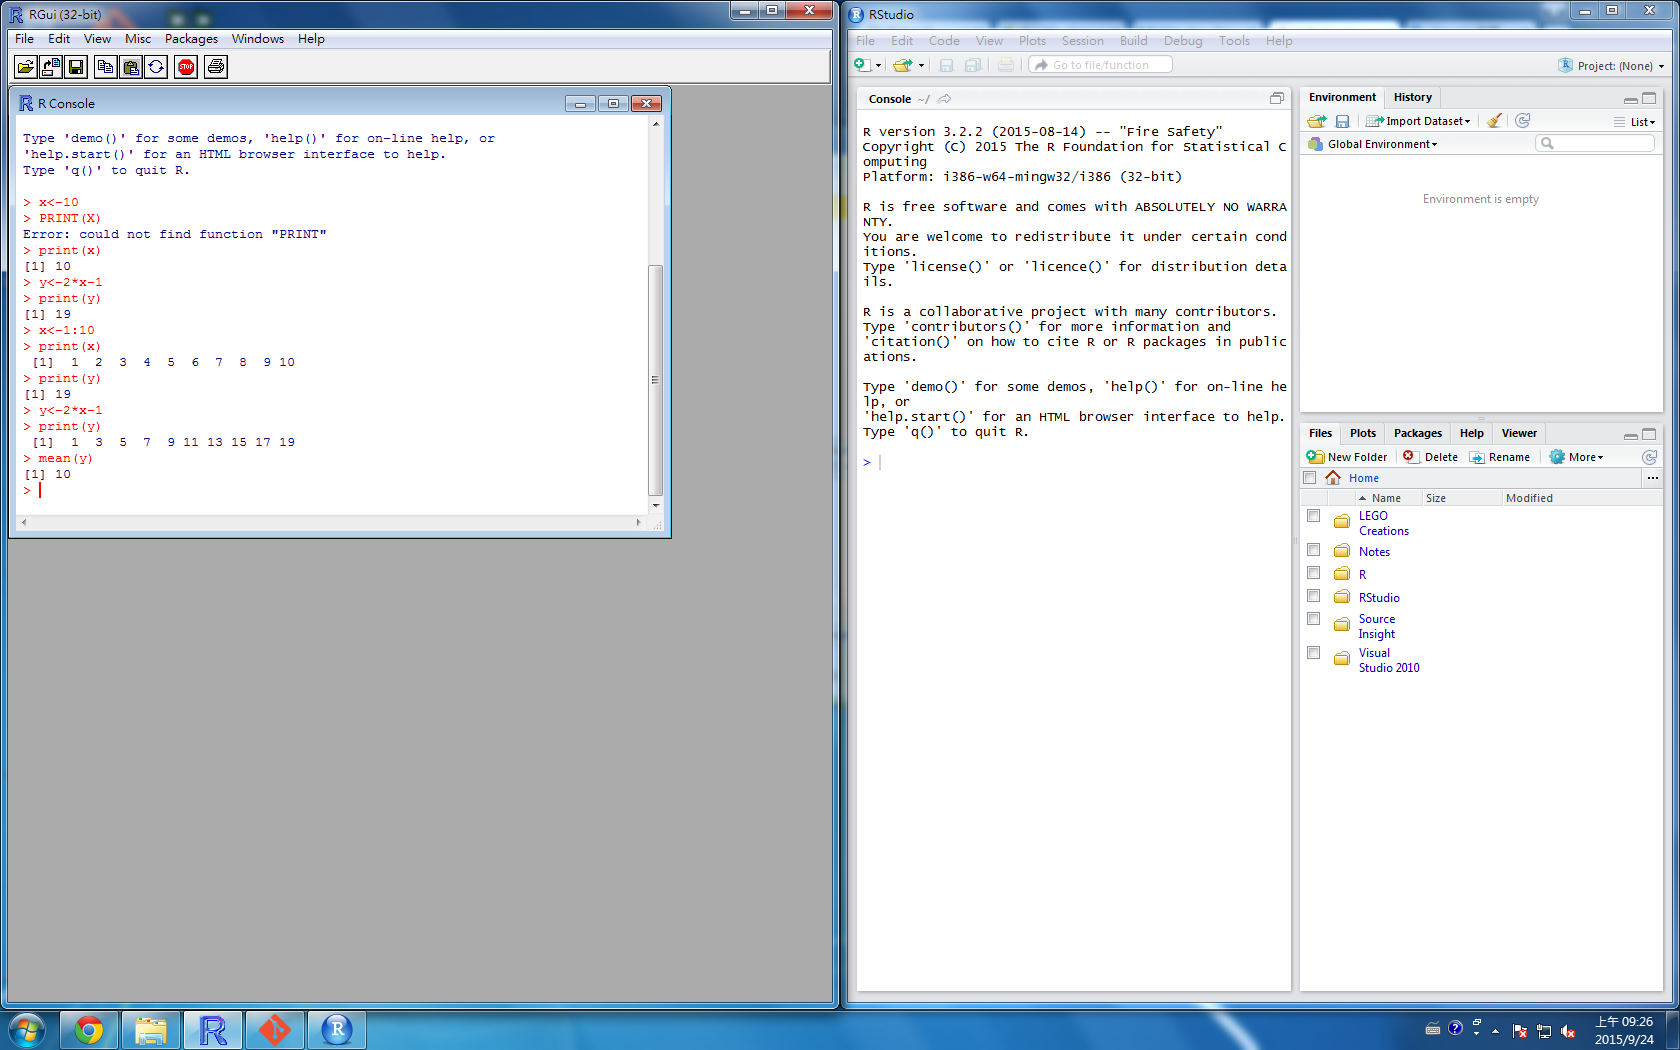 RGui (32-bit)
File Edit View Misc Packages Windows Help
STOP
R Console
Type 'demo()' for some demos, 'help()' for on-line help, or
'help.start()' for an HTML browser interface to help.
Type 'q()' to quit R.
> x<-10
> PRINT(X)
Error: could not find function "PRINT"
> print(x)
[1] 10
> y<-2*x-1
> print(y)
[1] 19
> x<-1:10
> print(x)
[1]  1  2  3  4  5  6  7  8  9 10
> print(y)
[1] 19
> y<-2*x-1
> print(y)
[1]  1  3  5  7  9 11 13 15 17 19
> mean(y)
[1] 10
>
RStudio
File Edit Code View Plots Session Build Debug Tools Help
Go to file/function
Project: (None)
Console ~/
R version 3.2.2 (2015-08-14) -- "Fire Safety"
Copyright (C) 2015 The R Foundation for Statistical C
omputing
Platform: i386-w64-mingw32/i386 (32-bit)
R is free software and comes with ABSOLUTELY NO WARRA
NTY.
You are welcome to redistribute it under certain cond
itions.
Type 'license()' or 'licence()' for distribution deta
ils.
R is a collaborative project with many contributors.
Type 'contributors()' for more information and
'citation()' on how to cite R or R packages in public
ations.
Type 'demo()' for some demos, 'help()' for on-line he
lp, or
'help.start()' for an HTML browser interface to help.
Type 'q()' to quit R.
>
Environment History
Import Dataset List
Global Environment
Environment is empty
Files Plots Packages Help Viewer
New Folder Delete Rename More
Home ...
Name Size Modified
LEGO
Creations
Notes
R
RStudio
Source
Insight
Visual
Studio 2010
上午 09:26
2015/9/24